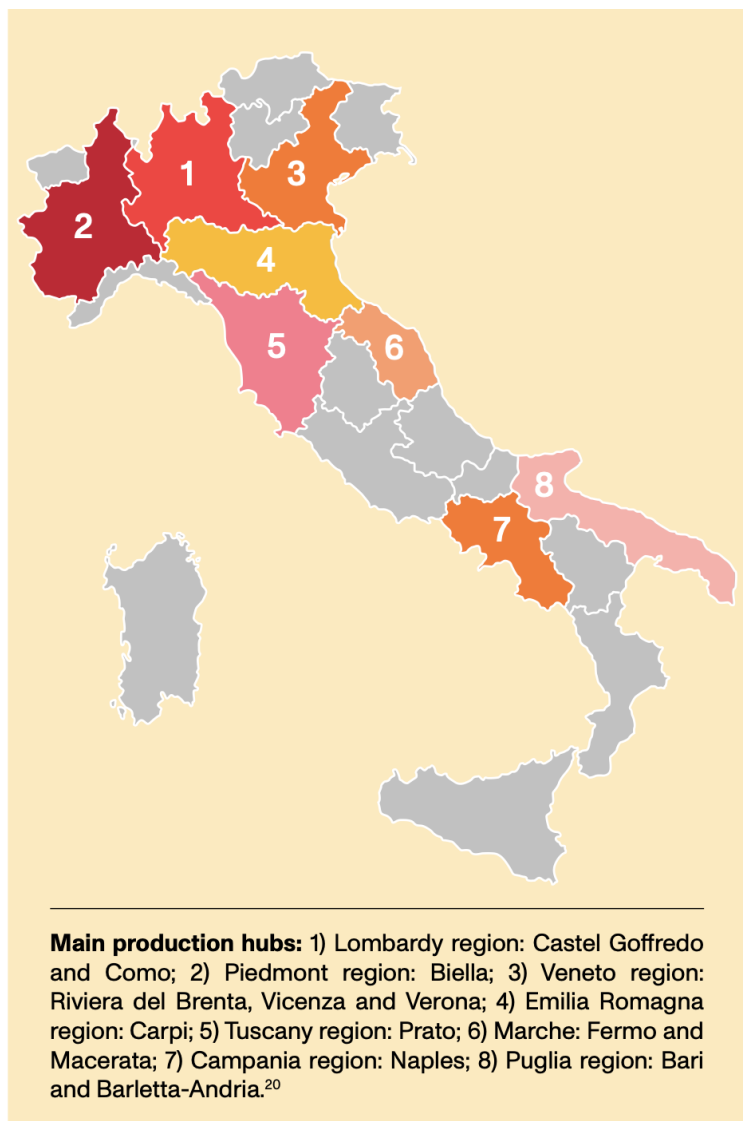 1
2
3
4
5
6
7
8
Main production hubs: 1) Lombardy region: Castel Goffredo
and Como; 2) Piedmont region: Biella; 3) Veneto region:
Riviera del Brenta, Vicenza and Verona; 4) Emilia Romagna
region: Carpi; 5) Tuscany region: Prato; 6) Marche: Fermo and
Macerata; 7) Campania region: Naples; 8) Puglia region: Bari
and Barletta-Andria.20